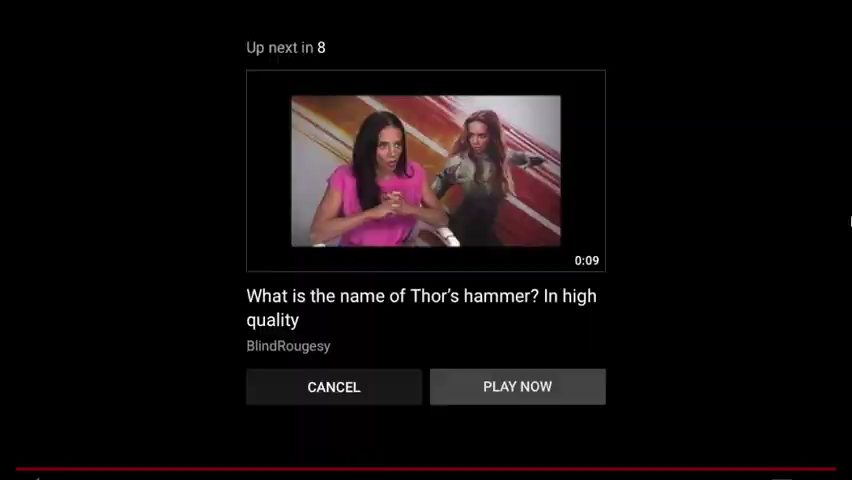 Up next in 8
0:09
What is the name of Thor's hammer? In high
quality
BlindRougesy
CANCEL
PLAY NOW